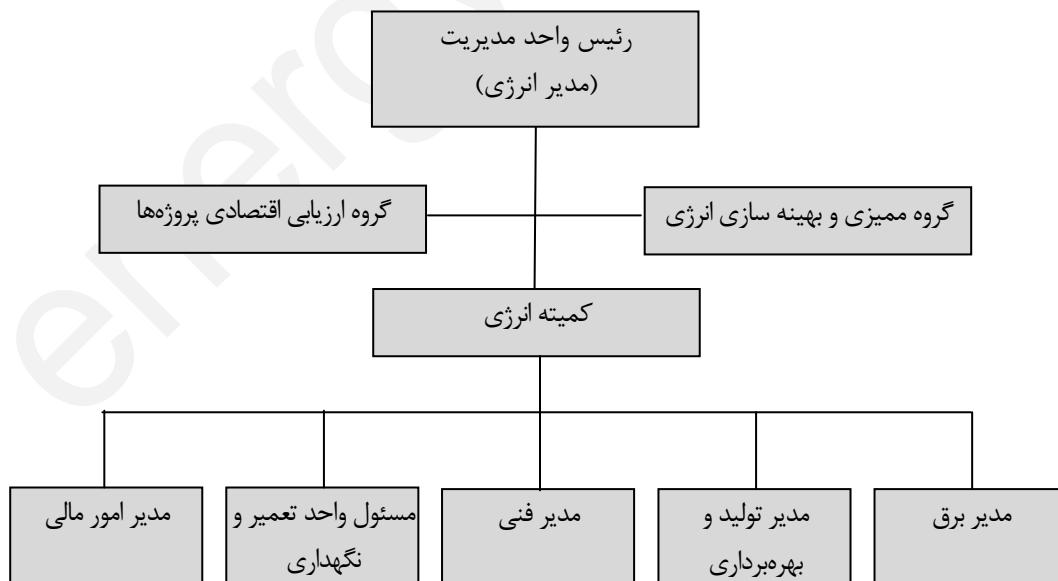 رئیس واحد مدیریت
(مدیر انرژی)
گروه ممیزی و بهینه سازی انرژی
گروه ارزیابی اقتصادی پروژه‌ها
کمیته انرژی
مدیر برق
مدیر تولید و
بهره‌برداری
مدیر فنی
مسئول واحد تعمیر و
نگهداری
مدیر امور مالی
energy